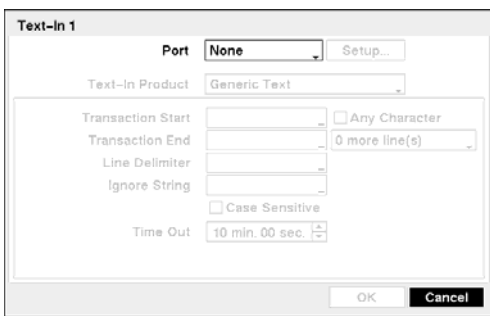 Text-In 1
Port None Setup...
Text-In Product Generic Text
Transaction Start Any Character
Transaction End 0 more line(s)
Line Delimiter
Ignore String
Case Sensitive
Time Out 10 min. 00 sec.
OK Cancel